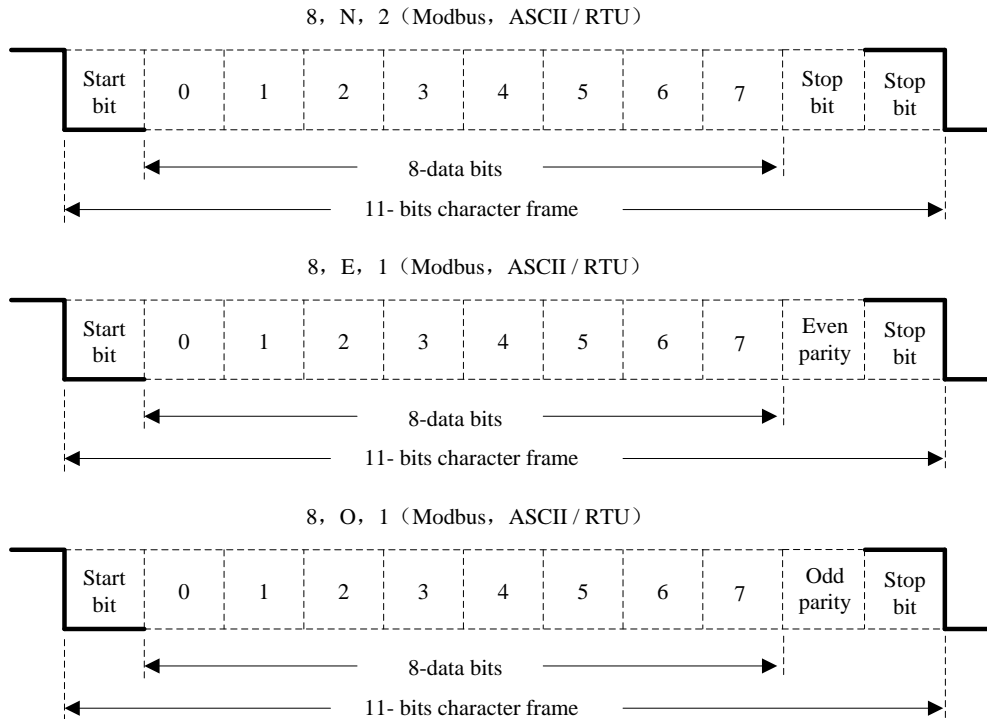 8，N，2（Modbus，ASCII / RTU）
Start bit 0 1 2 3 4 5 6 7 Stop bit Stop bit
8-data bits
11- bits character frame
8，E，1（Modbus，ASCII / RTU）
Start bit 0 1 2 3 4 5 6 7 Even parity Stop bit
8-data bits
11- bits character frame
8，O，1（Modbus，ASCII / RTU）
Start bit 0 1 2 3 4 5 6 7 Odd parity Stop bit
8-data bits
11- bits character frame